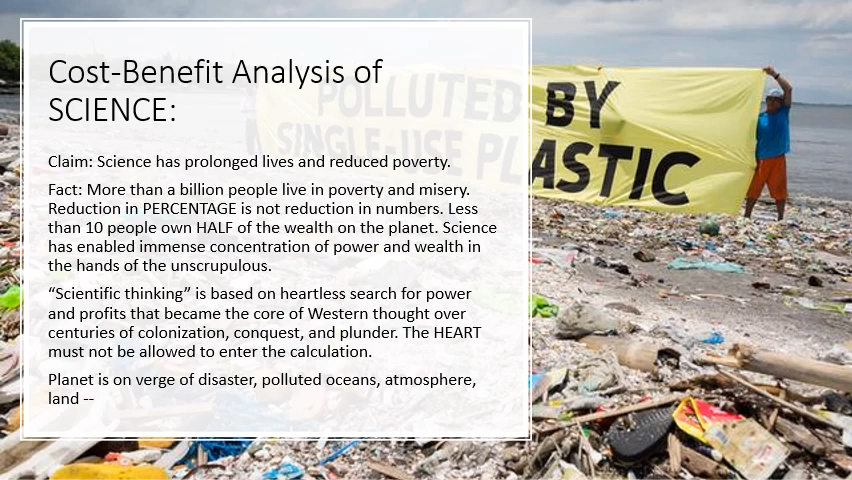 Cost-Benefit Analysis of
SCIENCE:
Claim: Science has prolonged lives and reduced poverty.
Fact: More than a billion people live in poverty and misery.
Reduction in PERCENTAGE is not reduction in numbers. Less
than 10 people own HALF of the wealth on the planet. Science
has enabled immense concentration of power and wealth in
the hands of the unscrupulous.
“Scientific thinking” is based on heartless search for power
and profits that became the core of Western thought over
centuries of colonization, conquest, and plunder. The HEART
must not be allowed to enter the calculation.
Planet is on verge of disaster, polluted oceans, atmosphere,
land --
POLLUTED BY
SINGLE-USE PLASTIC